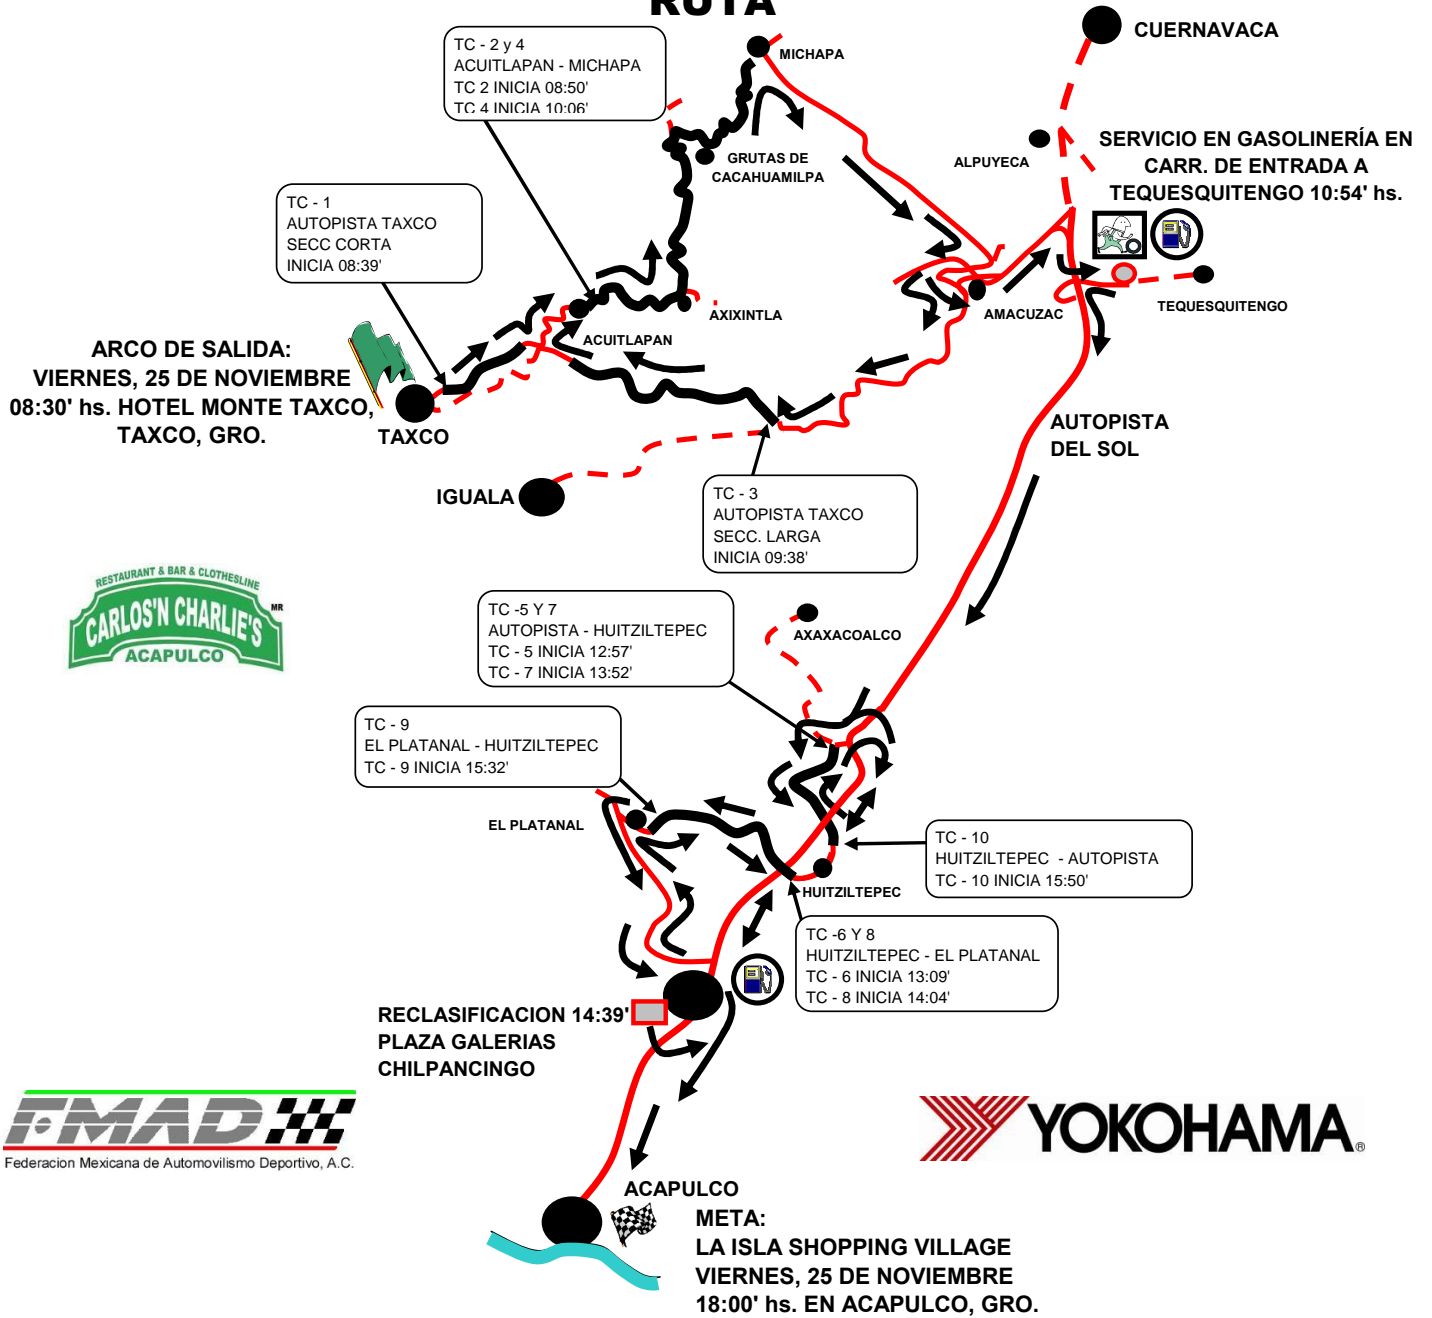 RUTA
CUERNAVACA
TC - 2 y 4
ACUITLAPAN - MICHAPA
TC 2 INICIA 08:50'
TC 4 INICIA 10:06'
MICHAPA
ALPUYECA
SERVICIO EN GASOLINERÍA EN
CARR. DE ENTRADA A
TEQUESQUITENGO 10:54' hs.
GRUTAS DE
CACAHUAMILPA
TC - 1
AUTOPISTA TAXCO
SECC CORTA
INICIA 08:39'
AXIXINTLA
AMACUZAC
TEQUESQUITENGO
ACUITLAPAN
ARCO DE SALIDA:
VIERNES, 25 DE NOVIEMBRE
08:30' hs. HOTEL MONTE TAXCO,
TAXCO, GRO.
TAXCO
AUTOPISTA
DEL SOL
IGUALA
TC - 3
AUTOPISTA TAXCO
SECC. LARGA
INICIA 09:38'
RESTAURANT & BAR & CLOTHESLINE
CARLOS'N CHARLIE'S
MR
ACAPULCO
TC -5 Y 7
AUTOPISTA - HUITZILTEPEC
TC - 5 INICIA 12:57'
TC - 7 INICIA 13:52'
AXAXACOALCO
TC - 9
EL PLATANAL - HUITZILTEPEC
TC - 9 INICIA 15:32'
EL PLATANAL
TC - 10
HUITZILTEPEC - AUTOPISTA
TC - 10 INICIA 15:50'
HUITZILTEPEC
TC -6 Y 8
HUITZILTEPEC - EL PLATANAL
TC - 6 INICIA 13:09'
TC - 8 INICIA 14:04'
RECLASIFICACION 14:39'
PLAZA GALERIAS
CHILPANCINGO
FMAD
Federacion Mexicana de Automovilismo Deportivo, A.C.
YOKOHAMA®
ACAPULCO
META:
LA ISLA SHOPPING VILLAGE
VIERNES, 25 DE NOVIEMBRE
18:00' hs. EN ACAPULCO, GRO.